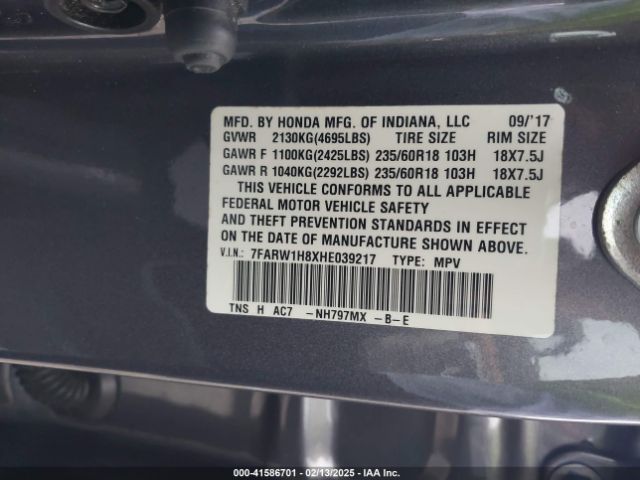 MFD. BY HONDA MFG. OF INDIANA, LLC 09/'17
GVWR 2130KG(4695LBS) TIRE SIZE RIM SIZE
GAWR F 1100KG(2425LBS) 235/60R18 103H 18X7.5J
GAWR R 1040KG(2292LBS) 235/60R18 103H 18X7.5J
THIS VEHICLE CONFORMS TO ALL APPLICABLE
FEDERAL MOTOR VEHICLE SAFETY
AND THEFT PREVENTION STANDARDS IN EFFECT
ON THE DATE OF MANUFACTURE SHOWN ABOVE.
V.I.N.: 7FARW1H8XHE039217 TYPE: MPV
TNS H AC7 -NH797MX -B-E
000-41586701 - 02/13/2025 - IAAI.COM